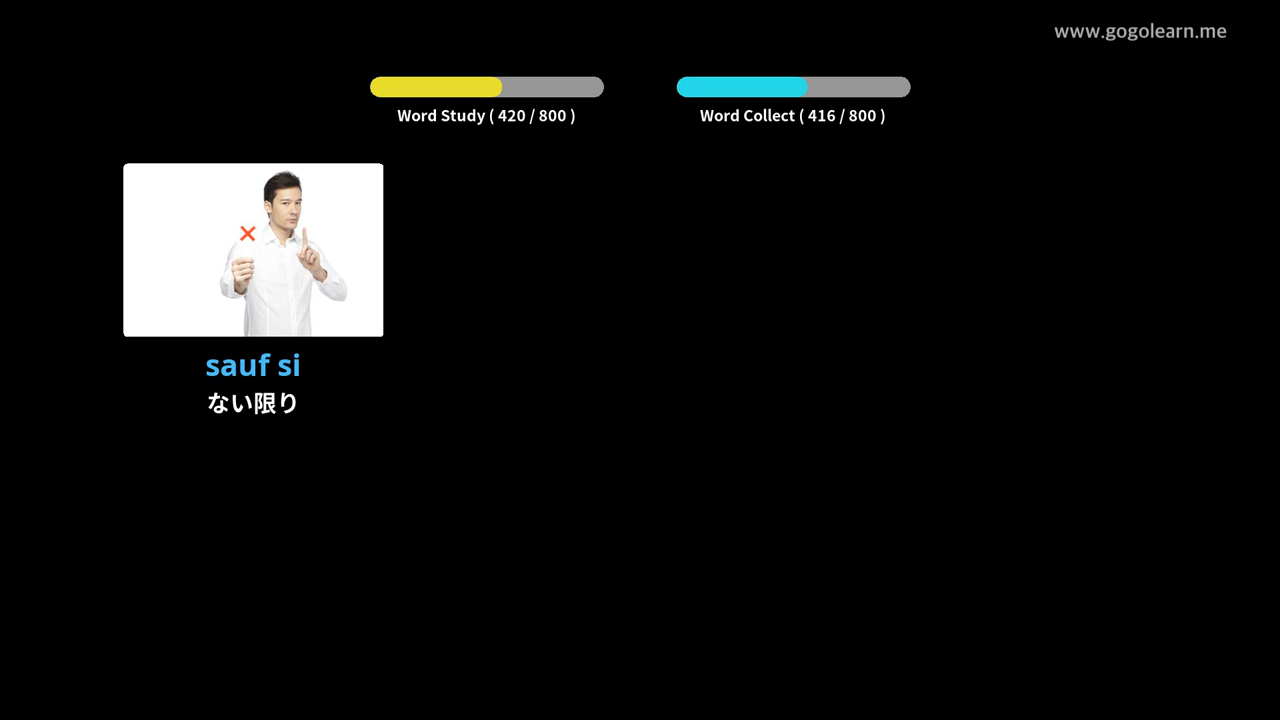 www.gogolearn.me
Word Study ( 420 / 800 )
Word Collect ( 416 / 800 )
sauf si
ない限り